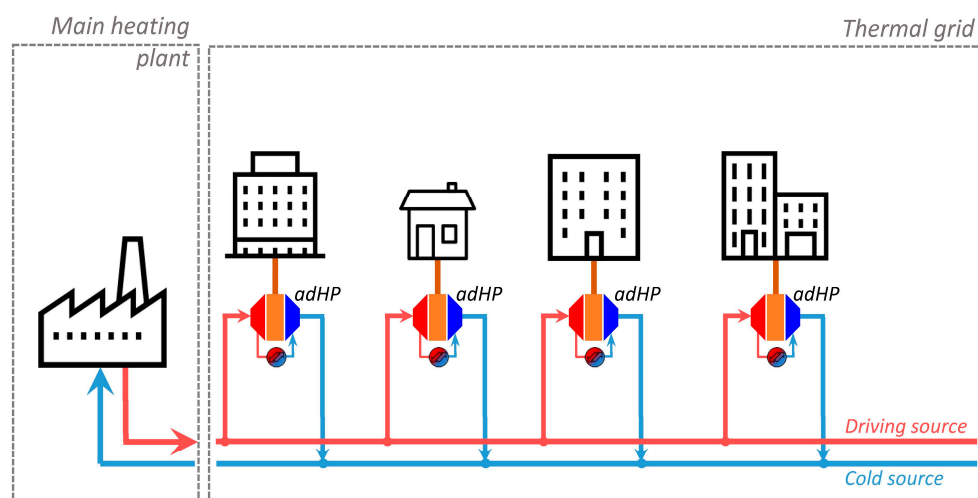 Main heating
plant
Thermal grid
adHP
adHP
adHP
adHP
Driving source
Cold source